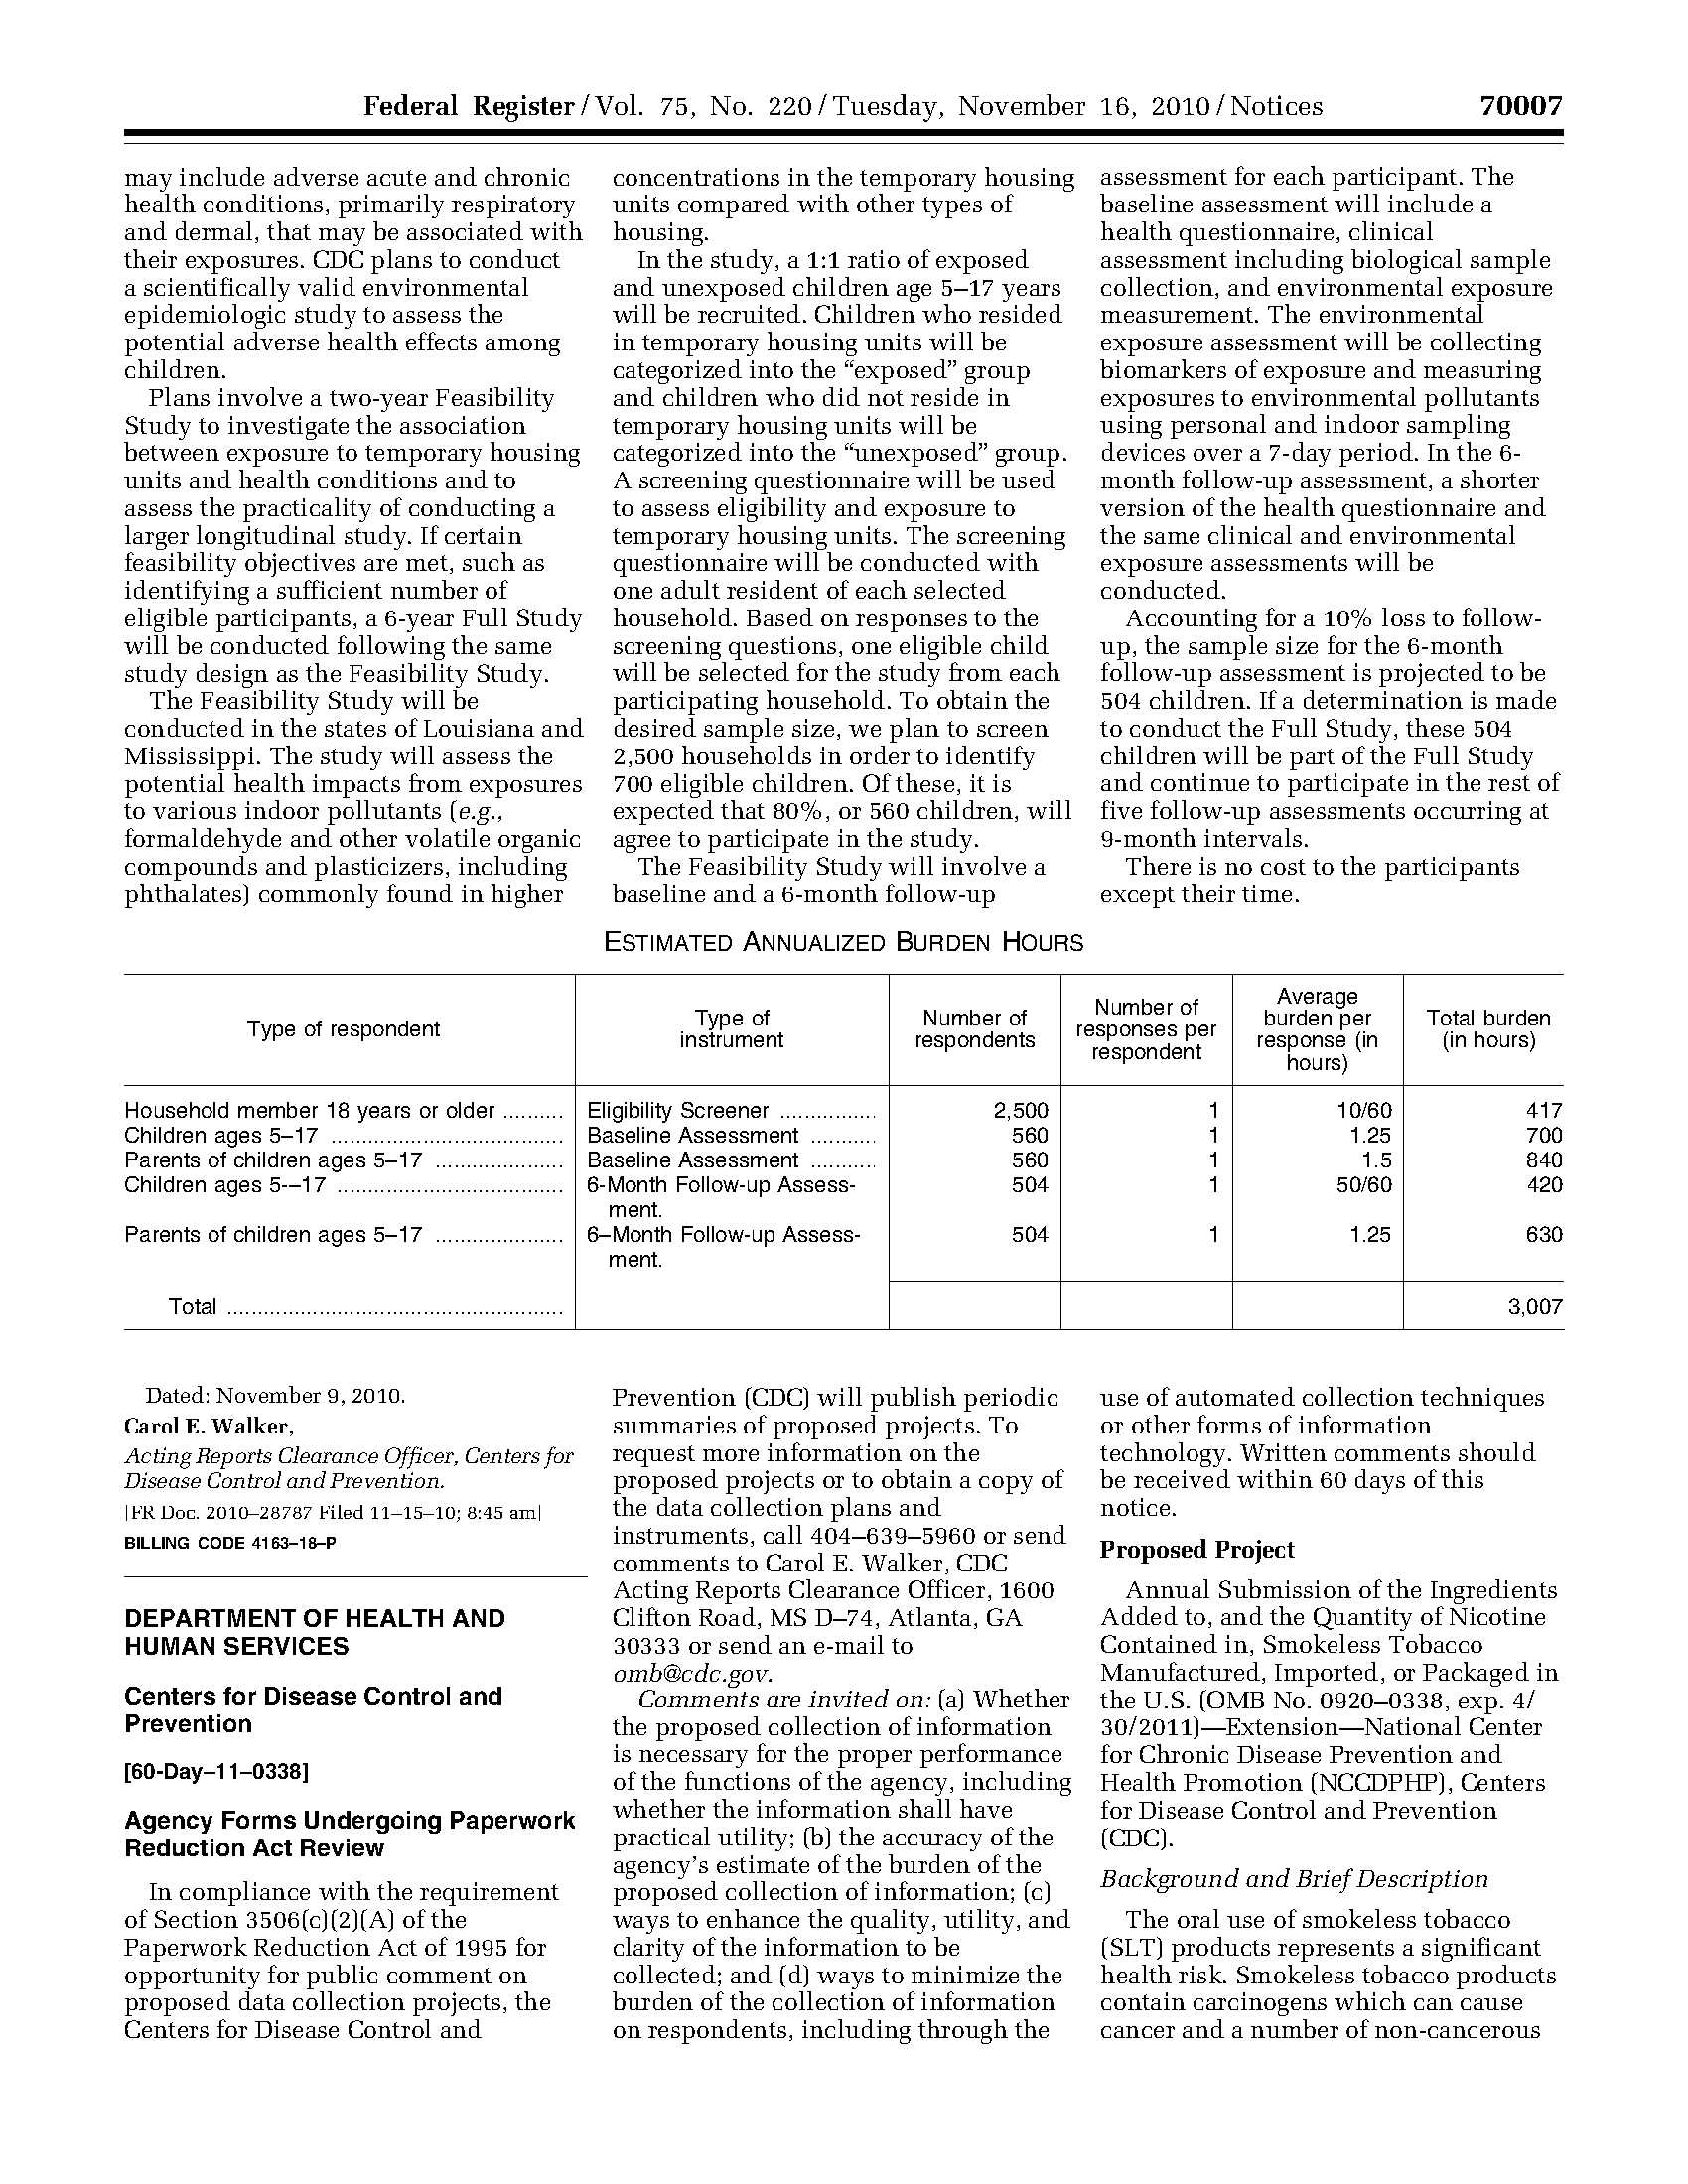 Federal Register / Vol. 75, No. 220 / Tuesday, November 16, 2010 / Notices 70007
may include adverse acute and chronic
health conditions, primarily respiratory
and dermal, that may be associated with
their exposures. CDC plans to conduct
a scientifically valid environmental
epidemiologic study to assess the
potential adverse health effects among
children.
Plans involve a two-year Feasibility
Study to investigate the association
between exposure to temporary housing
units and health conditions and to
assess the practicality of conducting a
larger longitudinal study. If certain
feasibility objectives are met, such as
identifying a sufficient number of
eligible participants, a 6-year Full Study
will be conducted following the same
study design as the Feasibility Study.
The Feasibility Study will be
conducted in the states of Louisiana and
Mississippi. The study will assess the
potential health impacts from exposures
to various indoor pollutants (e.g.,
formaldehyde and other volatile organic
compounds and plasticizers, including
phthalates) commonly found in higher
concentrations in the temporary housing
units compared with other types of
housing.
In the study, a 1:1 ratio of exposed
and unexposed children age 5–17 years
will be recruited. Children who resided
in temporary housing units will be
categorized into the “exposed” group
and children who did not reside in
temporary housing units will be
categorized into the “unexposed” group.
A screening questionnaire will be used
to assess eligibility and exposure to
temporary housing units. The screening
questionnaire will be conducted with
one adult resident of each selected
household. Based on responses to the
screening questions, one eligible child
will be selected for the study from each
participating household. To obtain the
desired sample size, we plan to screen
2,500 households in order to identify
700 eligible children. Of these, it is
expected that 80%, or 560 children, will
agree to participate in the study.
The Feasibility Study will involve a
baseline and a 6-month follow-up
assessment for each participant. The
baseline assessment will include a
health questionnaire, clinical
assessment including biological sample
collection, and environmental exposure
measurement. The environmental
exposure assessment will be collecting
biomarkers of exposure and measuring
exposures to environmental pollutants
using personal and indoor sampling
devices over a 7-day period. In the 6-
month follow-up assessment, a shorter
version of the health questionnaire and
the same clinical and environmental
exposure assessments will be
conducted.
Accounting for a 10% loss to follow-
up, the sample size for the 6-month
follow-up assessment is projected to be
504 children. If a determination is made
to conduct the Full Study, these 504
children will be part of the Full Study
and continue to participate in the rest of
five follow-up assessments occurring at
9-month intervals.
There is no cost to the participants
except their time.
ESTIMATED ANNUALIZED BURDEN HOURS
Type of respondent
Type of
instrument
Number of
respondents
Number of
responses per
respondent
Average
burden per
response (in
hours)
Total burden
(in hours)
Household member 18 years or older .......... Eligibility Screener ................ 2,500 1 10/60 417
Children ages 5–17 ...................................... Baseline Assessment ........... 560 1 1.25 700
Parents of children ages 5–17 ..................... Baseline Assessment ........... 560 1 1.5 840
Children ages 5-–17 ..................................... 6-Month Follow-up Assess- 504 1 50/60 420
ment.
Parents of children ages 5–17 ..................... 6–Month Follow-up Assess- 504 1 1.25 630
ment.
Total ....................................................... 3,007
Dated: November 9, 2010.
Carol E. Walker,
Acting Reports Clearance Officer, Centers for
Disease Control and Prevention.
[FR Doc. 2010–28787 Filed 11–15–10; 8:45 am]
BILLING CODE 4163–18–P
DEPARTMENT OF HEALTH AND
HUMAN SERVICES
Centers for Disease Control and
Prevention
[60-Day–11–0338]
Agency Forms Undergoing Paperwork
Reduction Act Review
In compliance with the requirement
of Section 3506(c)(2)(A) of the
Paperwork Reduction Act of 1995 for
opportunity for public comment on
proposed data collection projects, the
Centers for Disease Control and
Prevention (CDC) will publish periodic
summaries of proposed projects. To
request more information on the
proposed projects or to obtain a copy of
the data collection plans and
instruments, call 404–639–5960 or send
comments to Carol E. Walker, CDC
Acting Reports Clearance Officer, 1600
Clifton Road, MS D–74, Atlanta, GA
30333 or send an e-mail to
omb@cdc.gov.
Comments are invited on: (a) Whether
the proposed collection of information
is necessary for the proper performance
of the functions of the agency, including
whether the information shall have
practical utility; (b) the accuracy of the
agency’s estimate of the burden of the
proposed collection of information; (c)
ways to enhance the quality, utility, and
clarity of the information to be
collected; and (d) ways to minimize the
burden of the collection of information
on respondents, including through the
use of automated collection techniques
or other forms of information
technology. Written comments should
be received within 60 days of this
notice.
Proposed Project
Annual Submission of the Ingredients
Added to, and the Quantity of Nicotine
Contained in, Smokeless Tobacco
Manufactured, Imported, or Packaged in
the U.S. (OMB No. 0920–0338, exp. 4/
30/2011)—Extension—National Center
for Chronic Disease Prevention and
Health Promotion (NCCDPHP), Centers
for Disease Control and Prevention
(CDC).
Background and Brief Description
The oral use of smokeless tobacco
(SLT) products represents a significant
health risk. Smokeless tobacco products
contain carcinogens which can cause
cancer and a number of non-cancerous